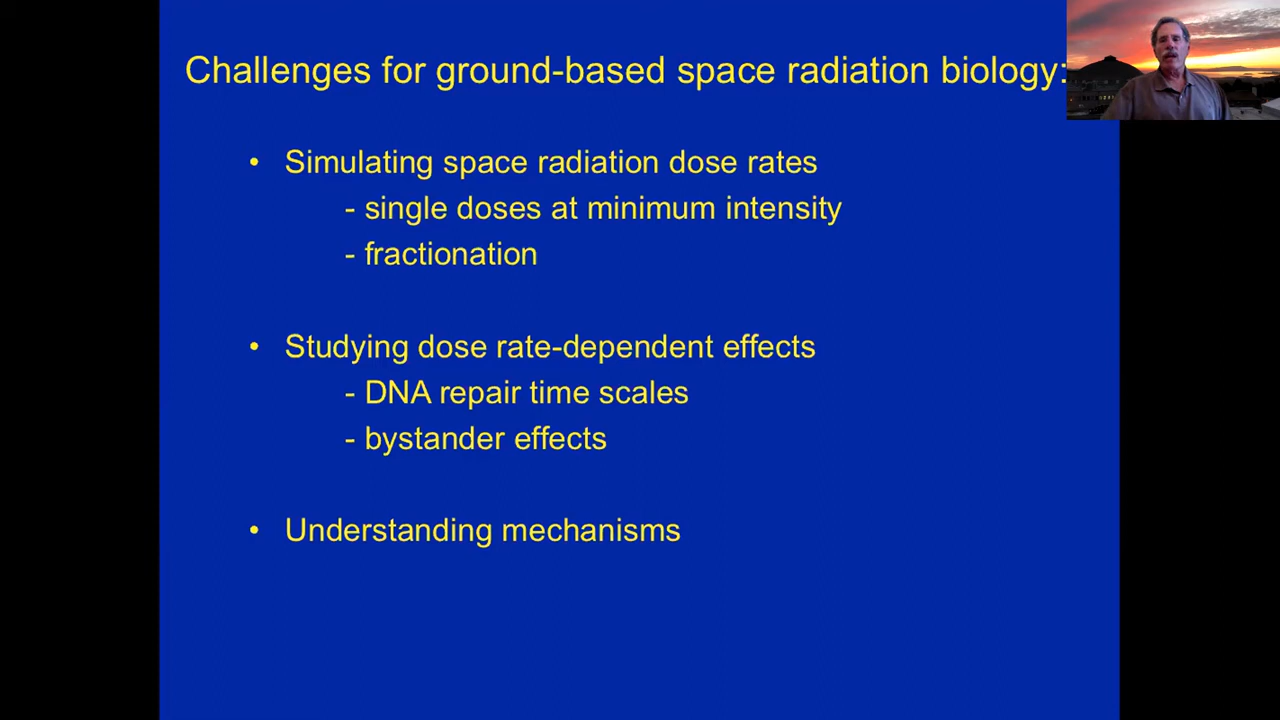 Challenges for ground-based space radiation biology:
• Simulating space radiation dose rates
- single doses at minimum intensity
- fractionation
• Studying dose rate-dependent effects
- DNA repair time scales
- bystander effects
• Understanding mechanisms